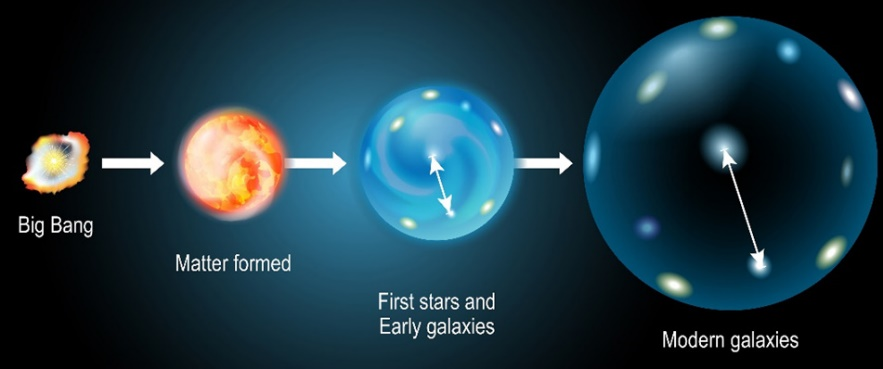 Big Bang
Matter formed
First stars and
Early galaxies
Modern galaxies